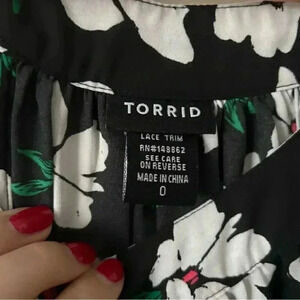 TORRID
LACE TRIM
RN#148862
SEE CARE
ON REVERSE
MADE IN CHINA
0